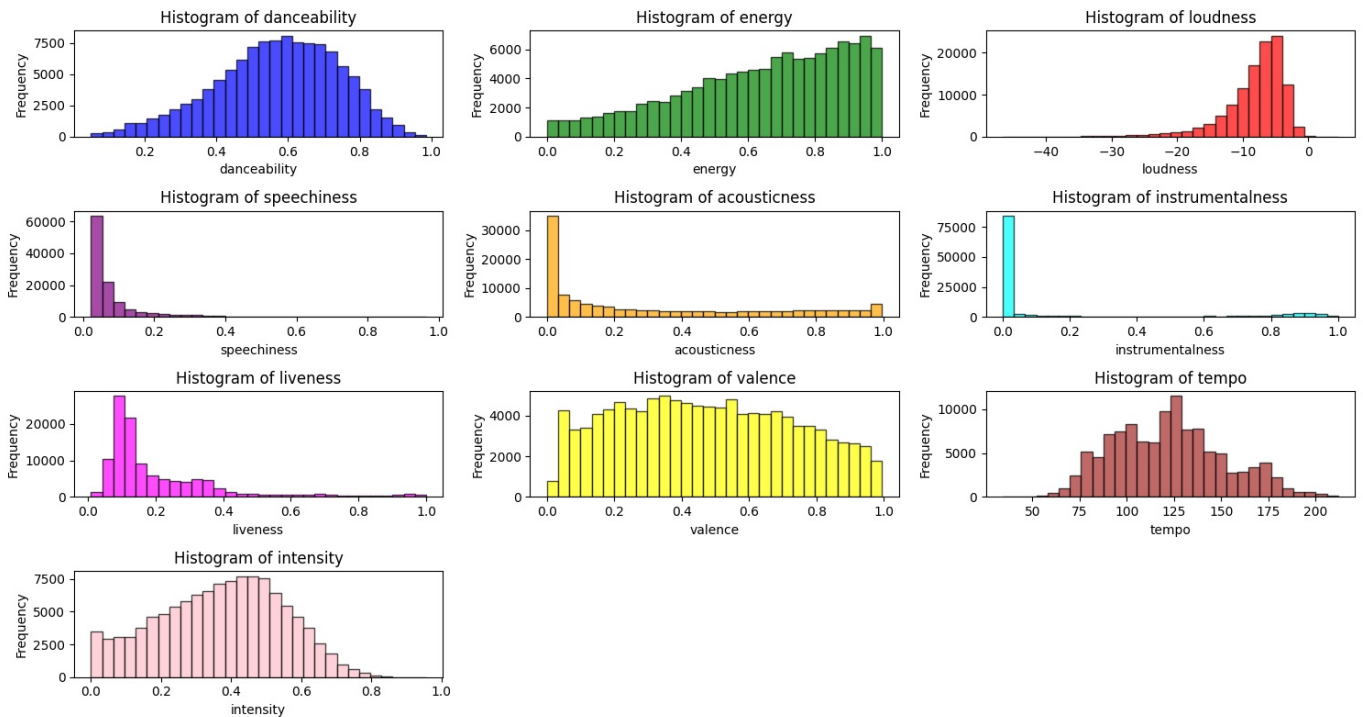 Histogram of danceability
Frequency
7500
5000
2500
0
0.2 0.4 0.6 0.8 1.0
danceability
Histogram of energy
Frequency
6000
4000
2000
0
0.0 0.2 0.4 0.6 0.8 1.0
energy
Histogram of loudness
Frequency
20000
10000
0
−40 −30 −20 −10 0
loudness
Histogram of speechiness
Frequency
60000
40000
20000
0
0.0 0.2 0.4 0.6 0.8 1.0
speechiness
Histogram of acousticness
Frequency
30000
20000
10000
0
0.0 0.2 0.4 0.6 0.8 1.0
acousticness
Histogram of instrumentalness
Frequency
75000
50000
25000
0
0.0 0.2 0.4 0.6 0.8 1.0
instrumentalness
Histogram of liveness
Frequency
20000
10000
0
0.0 0.2 0.4 0.6 0.8 1.0
liveness
Histogram of valence
Frequency
4000
2000
0
0.0 0.2 0.4 0.6 0.8 1.0
valence
Histogram of tempo
Frequency
10000
5000
0
50 75 100 125 150 175 200
tempo
Histogram of intensity
Frequency
7500
5000
2500
0
0.0 0.2 0.4 0.6 0.8 1.0
intensity